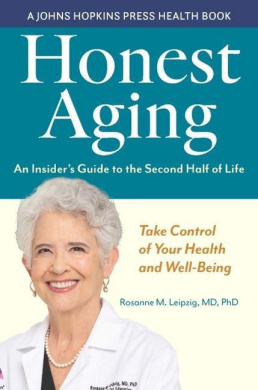 A JOHNS HOPKINS PRESS HEALTH BOOK
Honest
Aging
An Insider's Guide to the Second Half of Life
Take Control
of Your Health
and Well-Being
Rosanne M. Leipzig, MD, PhD